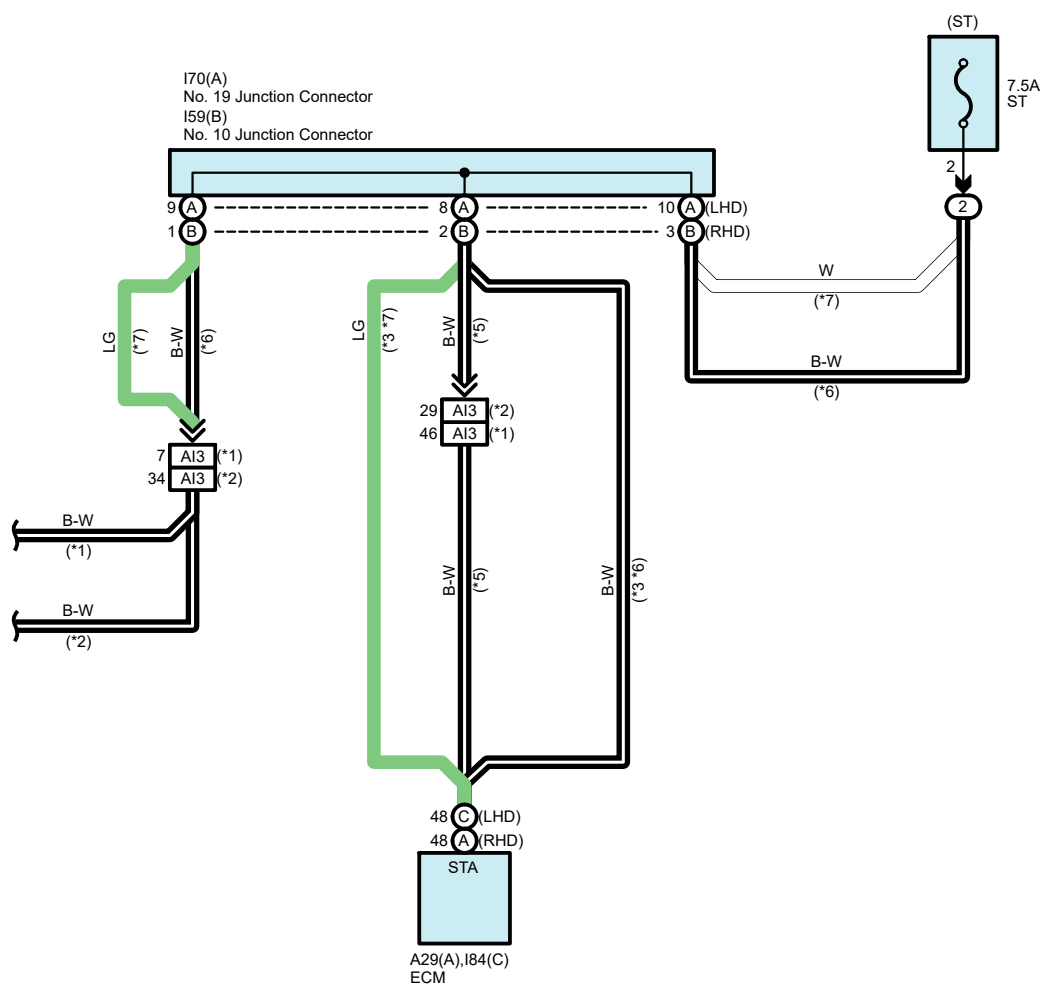 (ST)
7.5A
ST
2
2
I70(A)
No. 19 Junction Connector
I59(B)
No. 10 Junction Connector
9 A
8 A
10 A (LHD)
1 B
2 B
3 B (RHD)
W
(*7)
B-W
(*6)
LG
(*7)
B-W
(*6)
LG
(*3 *7)
B-W
(*5)
29 AI3 (*2)
46 AI3 (*1)
7 AI3 (*1)
34 AI3 (*2)
B-W
(*1)
B-W
(*2)
B-W
(*5)
B-W
(*3 *6)
48 C (LHD)
48 A (RHD)
STA
A29(A),I84(C)
ECM